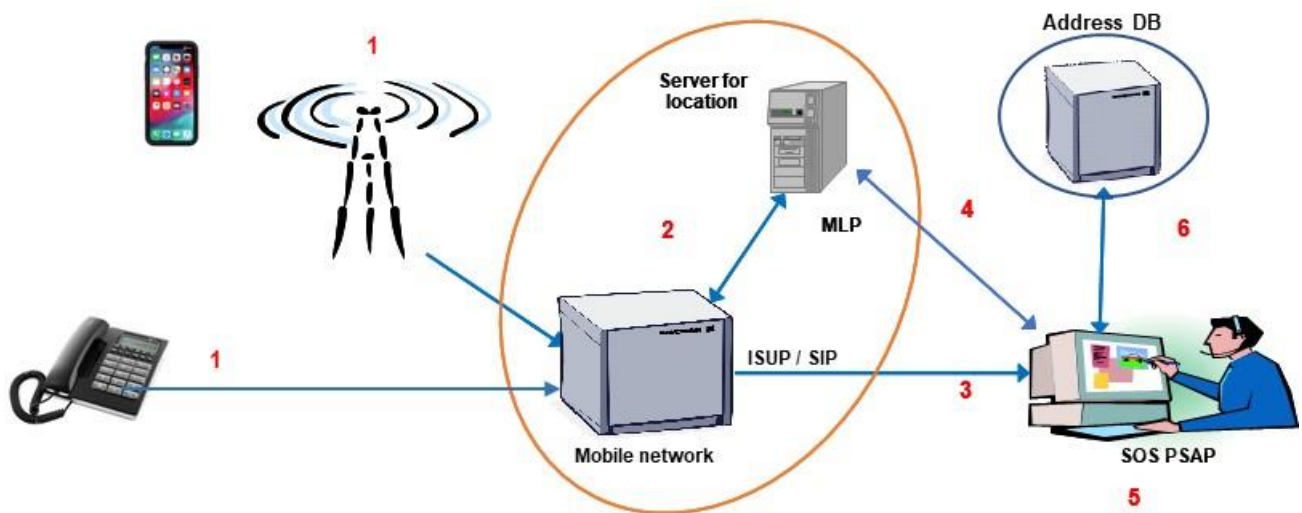 1
Address DB
Server for
location
2
4
6
MLP
1
ISUP / SIP
3
Mobile network
SOS PSAP
5